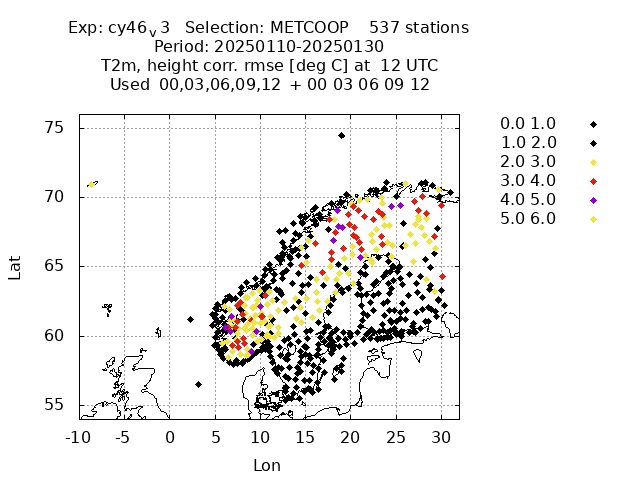 Exp: cy46v3 Selection: METCOOP 537 stations
Period: 20250110-20250130
T2m, height corr. rmse [deg C] at 12 UTC
Used 00,03,06,09,12 + 00 03 06 09 12
0.0 1.0
1.0 2.0
2.0 3.0
3.0 4.0
4.0 5.0
5.0 6.0
75
70
65
60
55
Lat
-10 -5 0 5 10 15 20 25 30
Lon